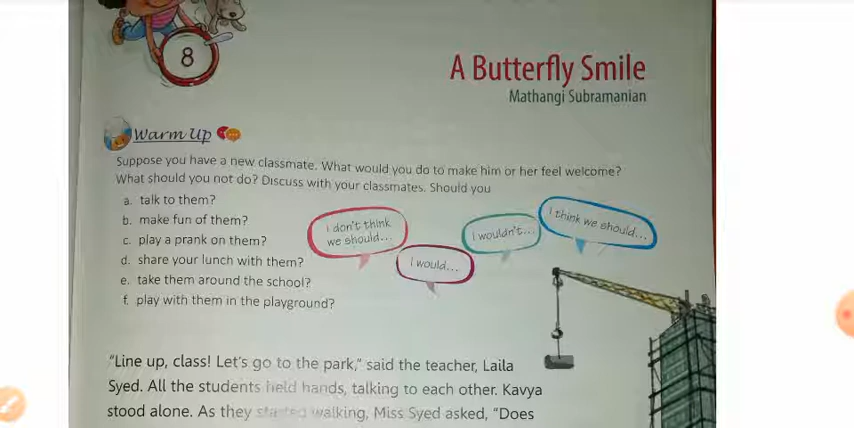 8
A Butterfly Smile
Mathangi Subramanian
Warm Up
Suppose you have a new classmate. What would you do to make him or her feel welcome?
What should you not do? Discuss with your classmates. Should you
a. talk to them?
b. make fun of them?
c. play a prank on them?
d. share your lunch with them?
e. take them around the school?
f. play with them in the playground?
I don't think
we should...
I would...
I wouldn't...
I think we should...
"Line up, class! Let's go to the park," said the teacher, Laila
Syed. All the students held hands, talking to each other. Kavya
stood alone. As they started walking, Miss Syed asked, "Does